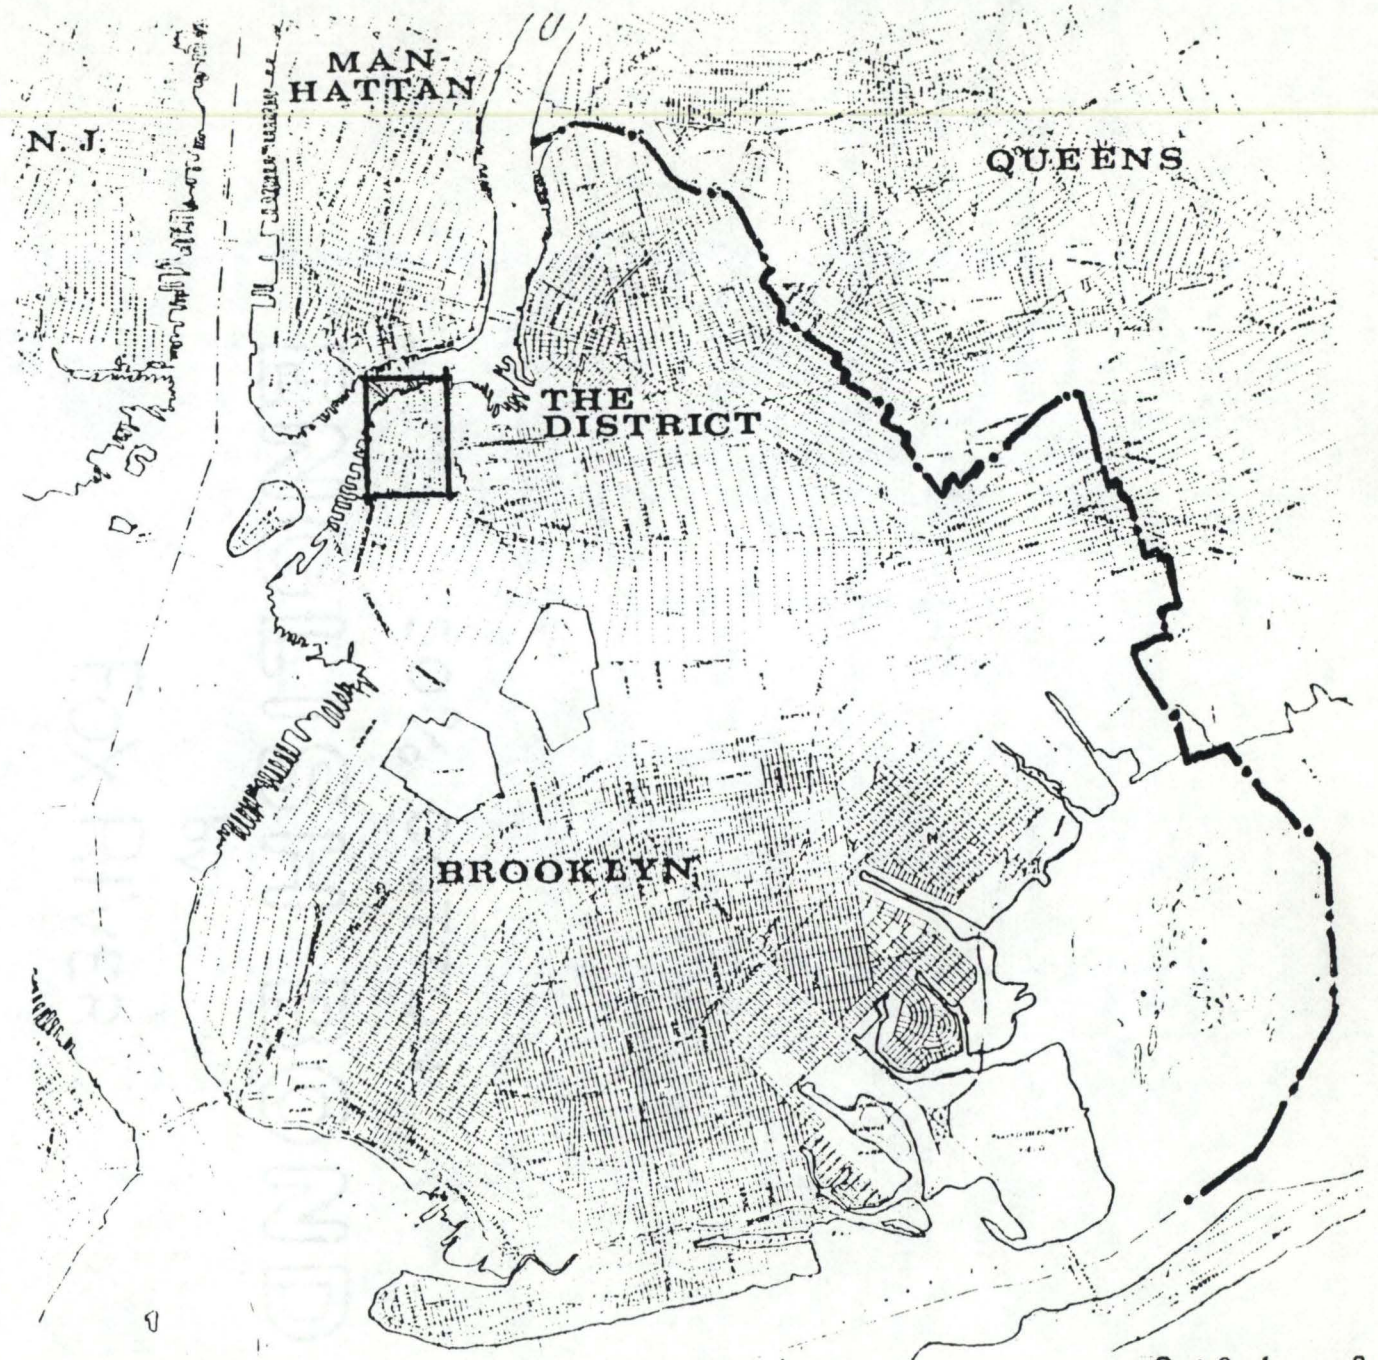 MAN-
HATTAN
N. J.
QUEENS
THE
DISTRICT
BROOKLYN